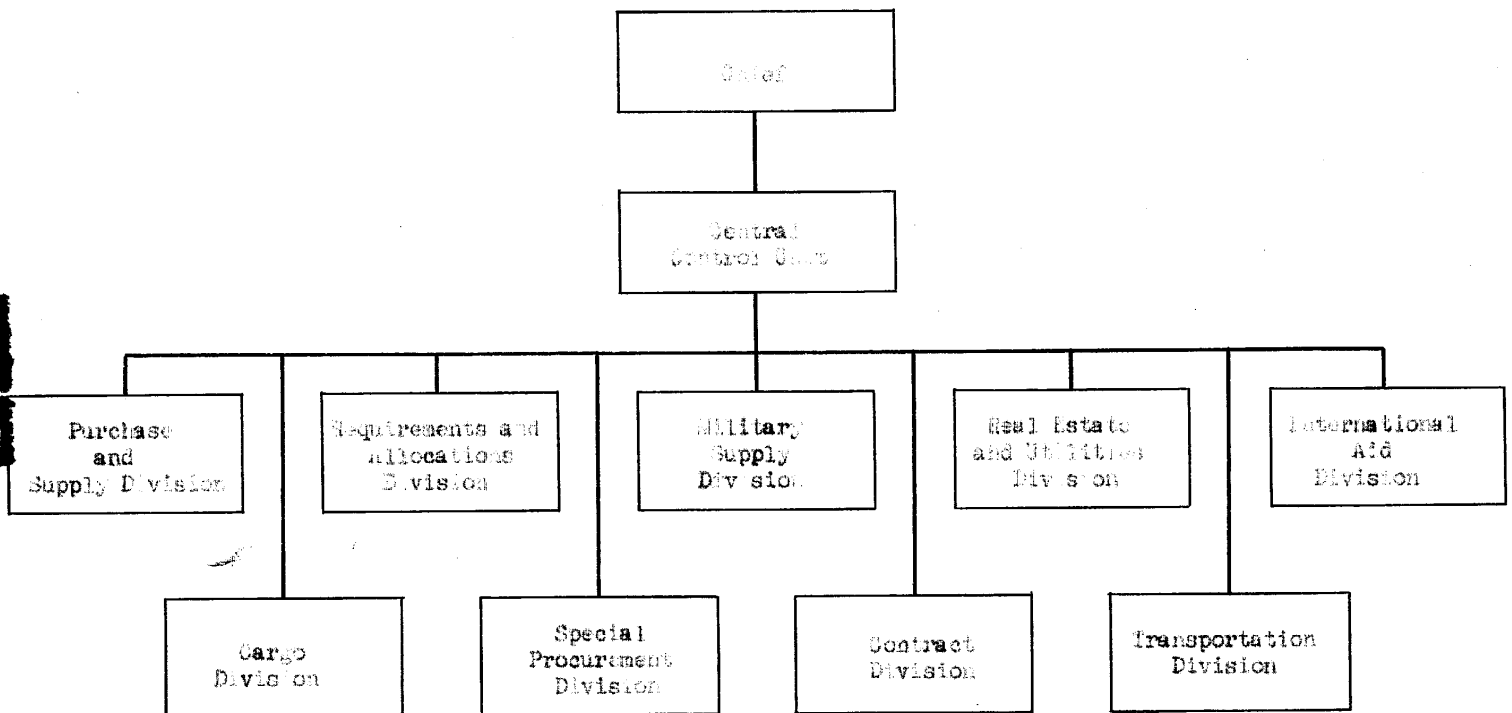 Chief
Central
Control Unit
Purchase
and
Supply Division
Requirements and
Allocations
Division
Military
Supply
Division
Real Estate
and Utilities
Division
International
Aid
Division
Cargo
Division
Special
Procurement
Division
Contract
Division
Transportation
Division